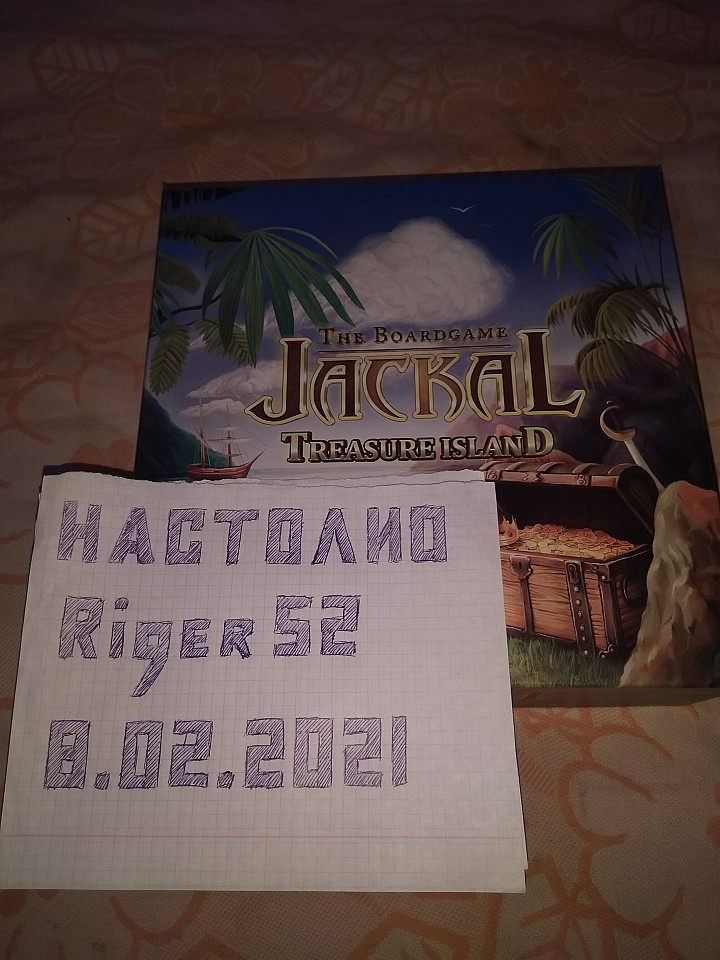 THE BOARDGAME
JACKAL
TREASURE ISLAND
НАСТОЛИО
Riger52
8.02.2021